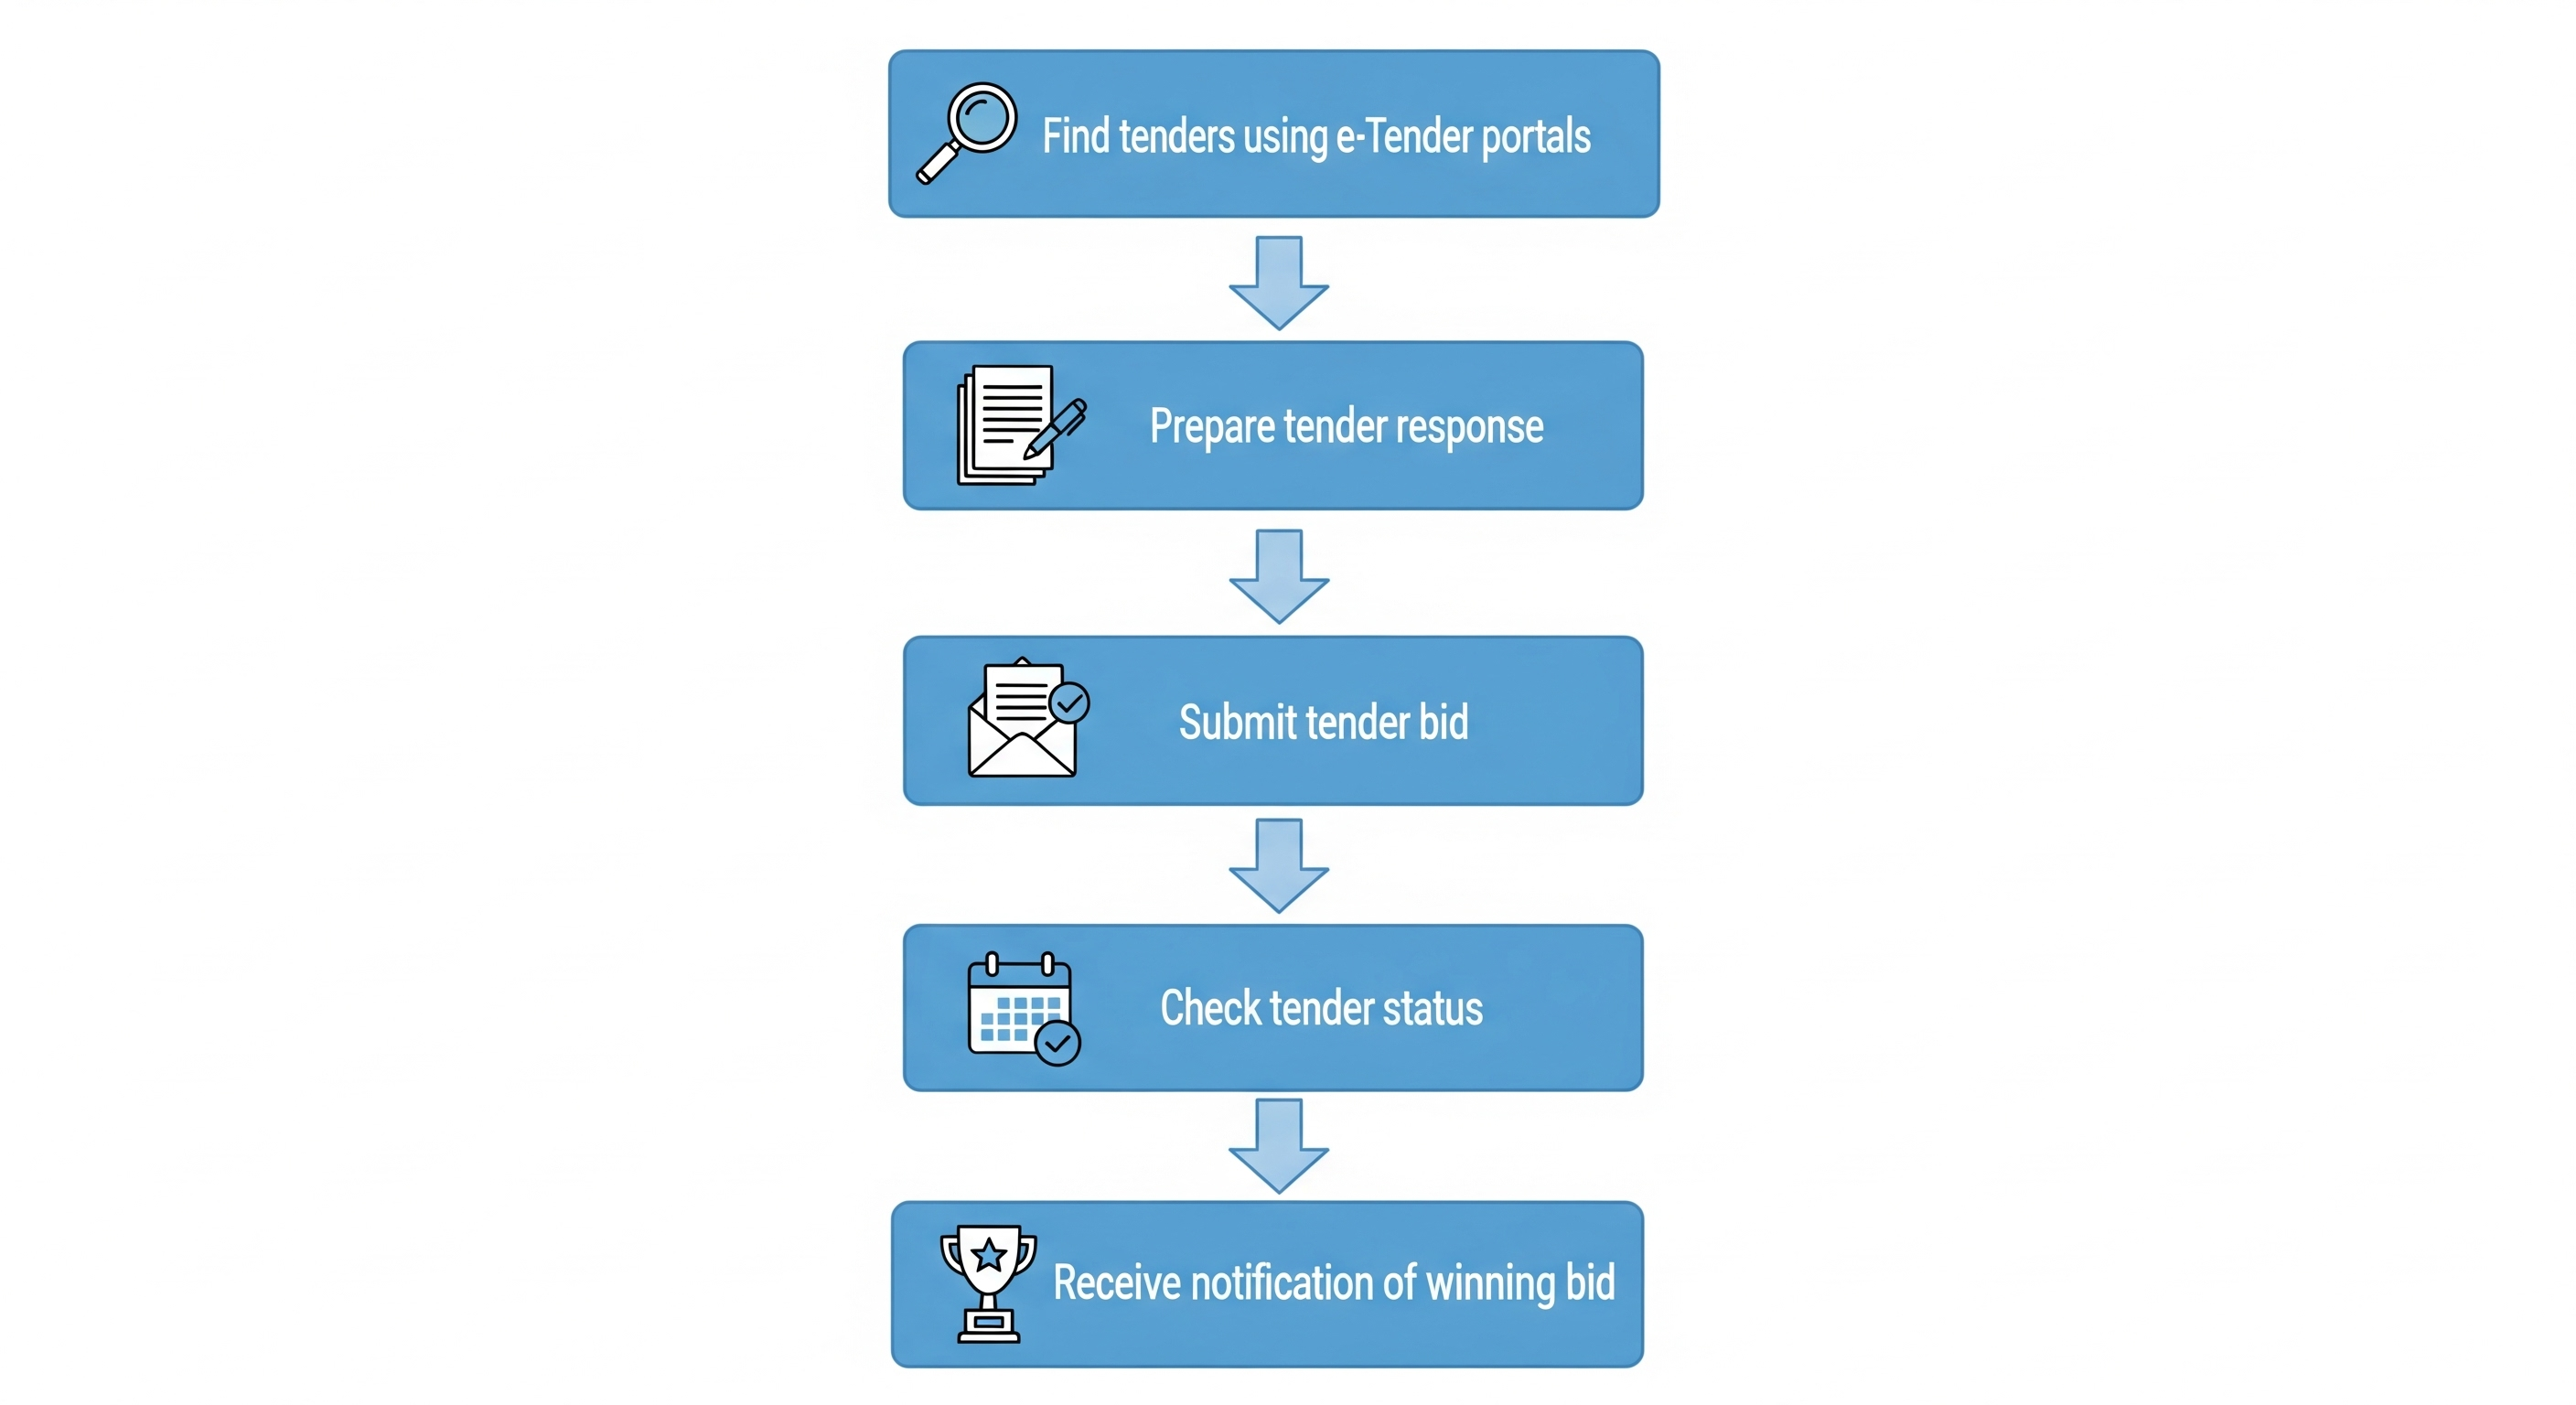 Find tenders using e-Tender portals
Prepare tender response
Submit tender bid
Check tender status
Receive notification of winning bid